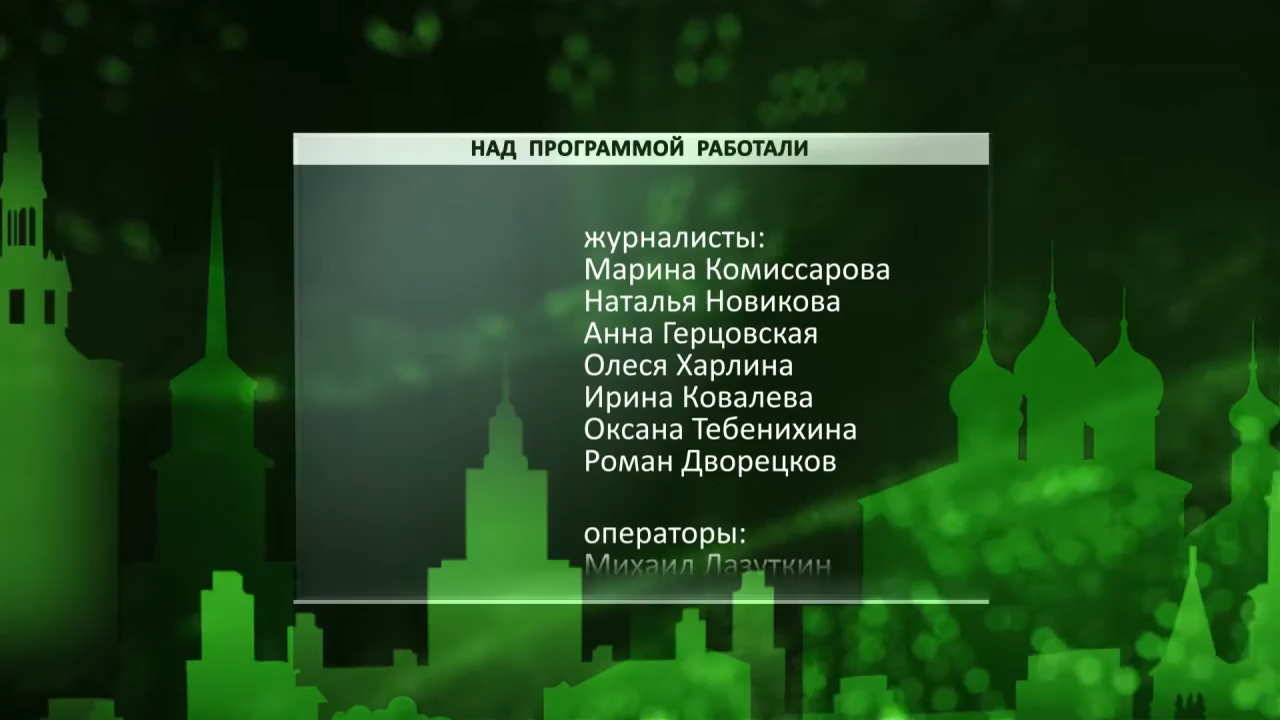 НАД ПРОГРАММОЙ РАБОТАЛИ
журналисты:
Марина Комиссарова
Наталья Новикова
Анна Герцовская
Олеся Харлина
Ирина Ковалева
Оксана Тебенихина
Роман Дворецков
операторы:
Михаил Лазуткин